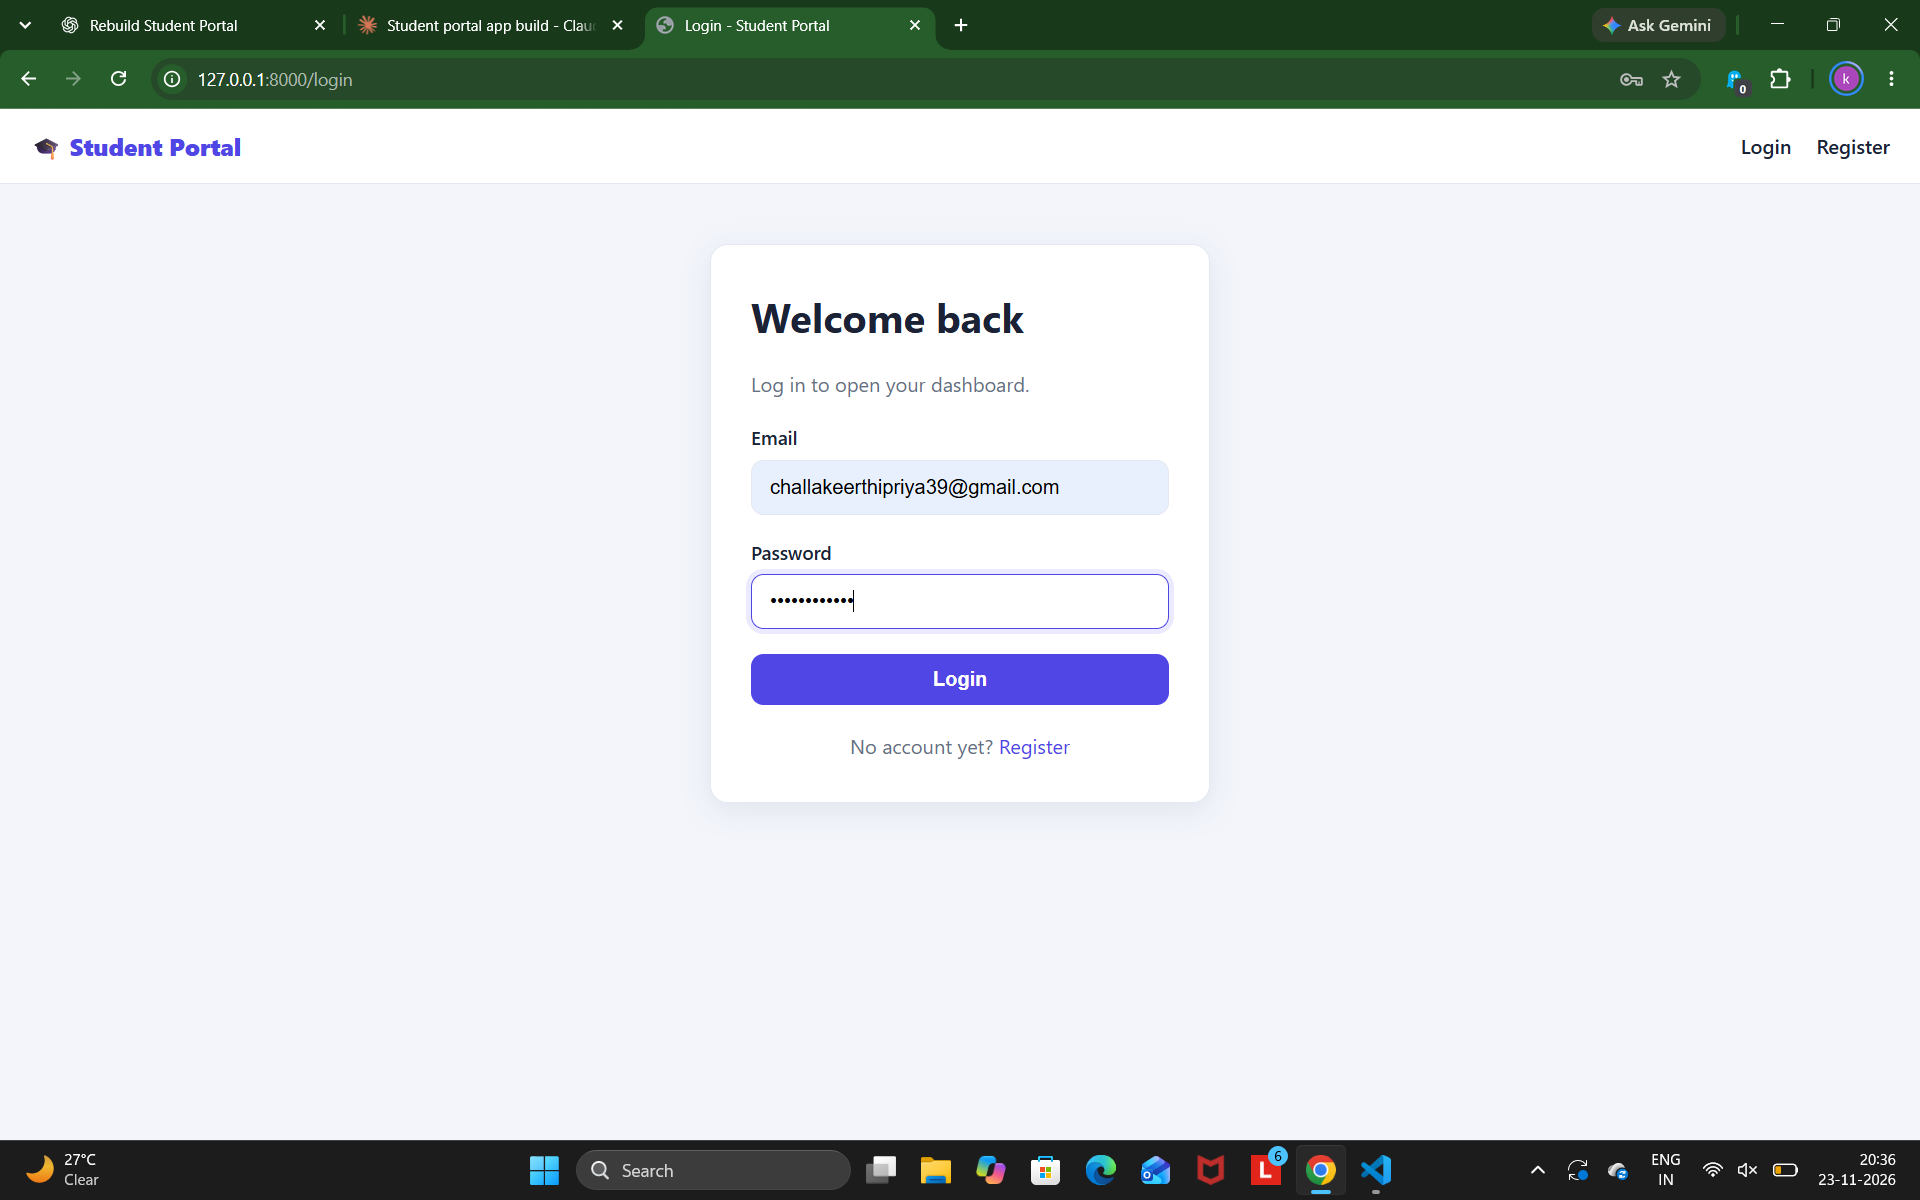 Rebuild Student Portal
Student portal app build - Clau
Login - Student Portal
Ask Gemini
127.0.0.1:8000/login
0
k
Student Portal
Login
Register
Welcome back
Log in to open your dashboard.
Email
challakeerthipriya39@gmail.com
Password
••••••••••••
Login
No account yet? Register
27°C
Clear
Search
L
6
ENG
IN
20:36
23-11-2026